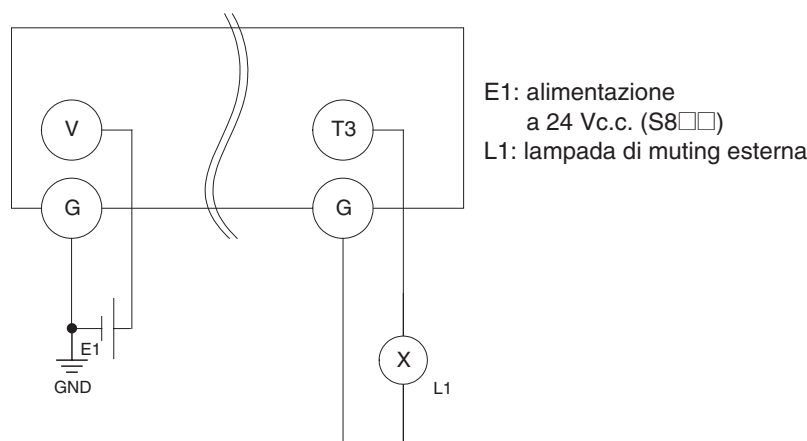 V
T3
G
G
E1
GND
X
L1
E1: alimentazione
a 24 Vc.c. (S8□□)
L1: lampada di muting esterna